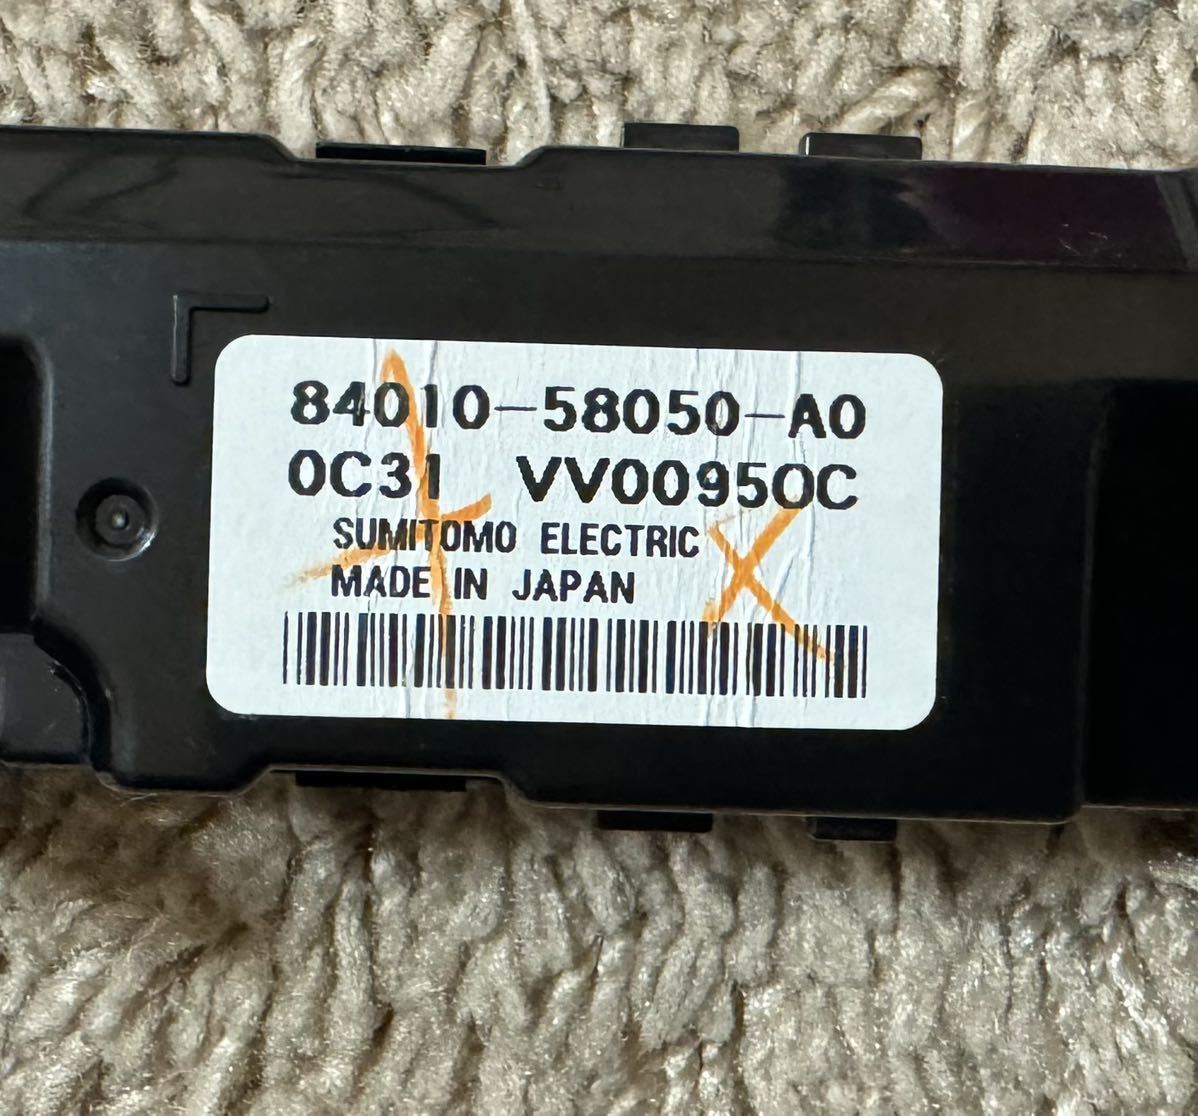 84010-58050-A0
0C31 VV00950C
SUMITOMO ELECTRIC
MADE IN JAPAN